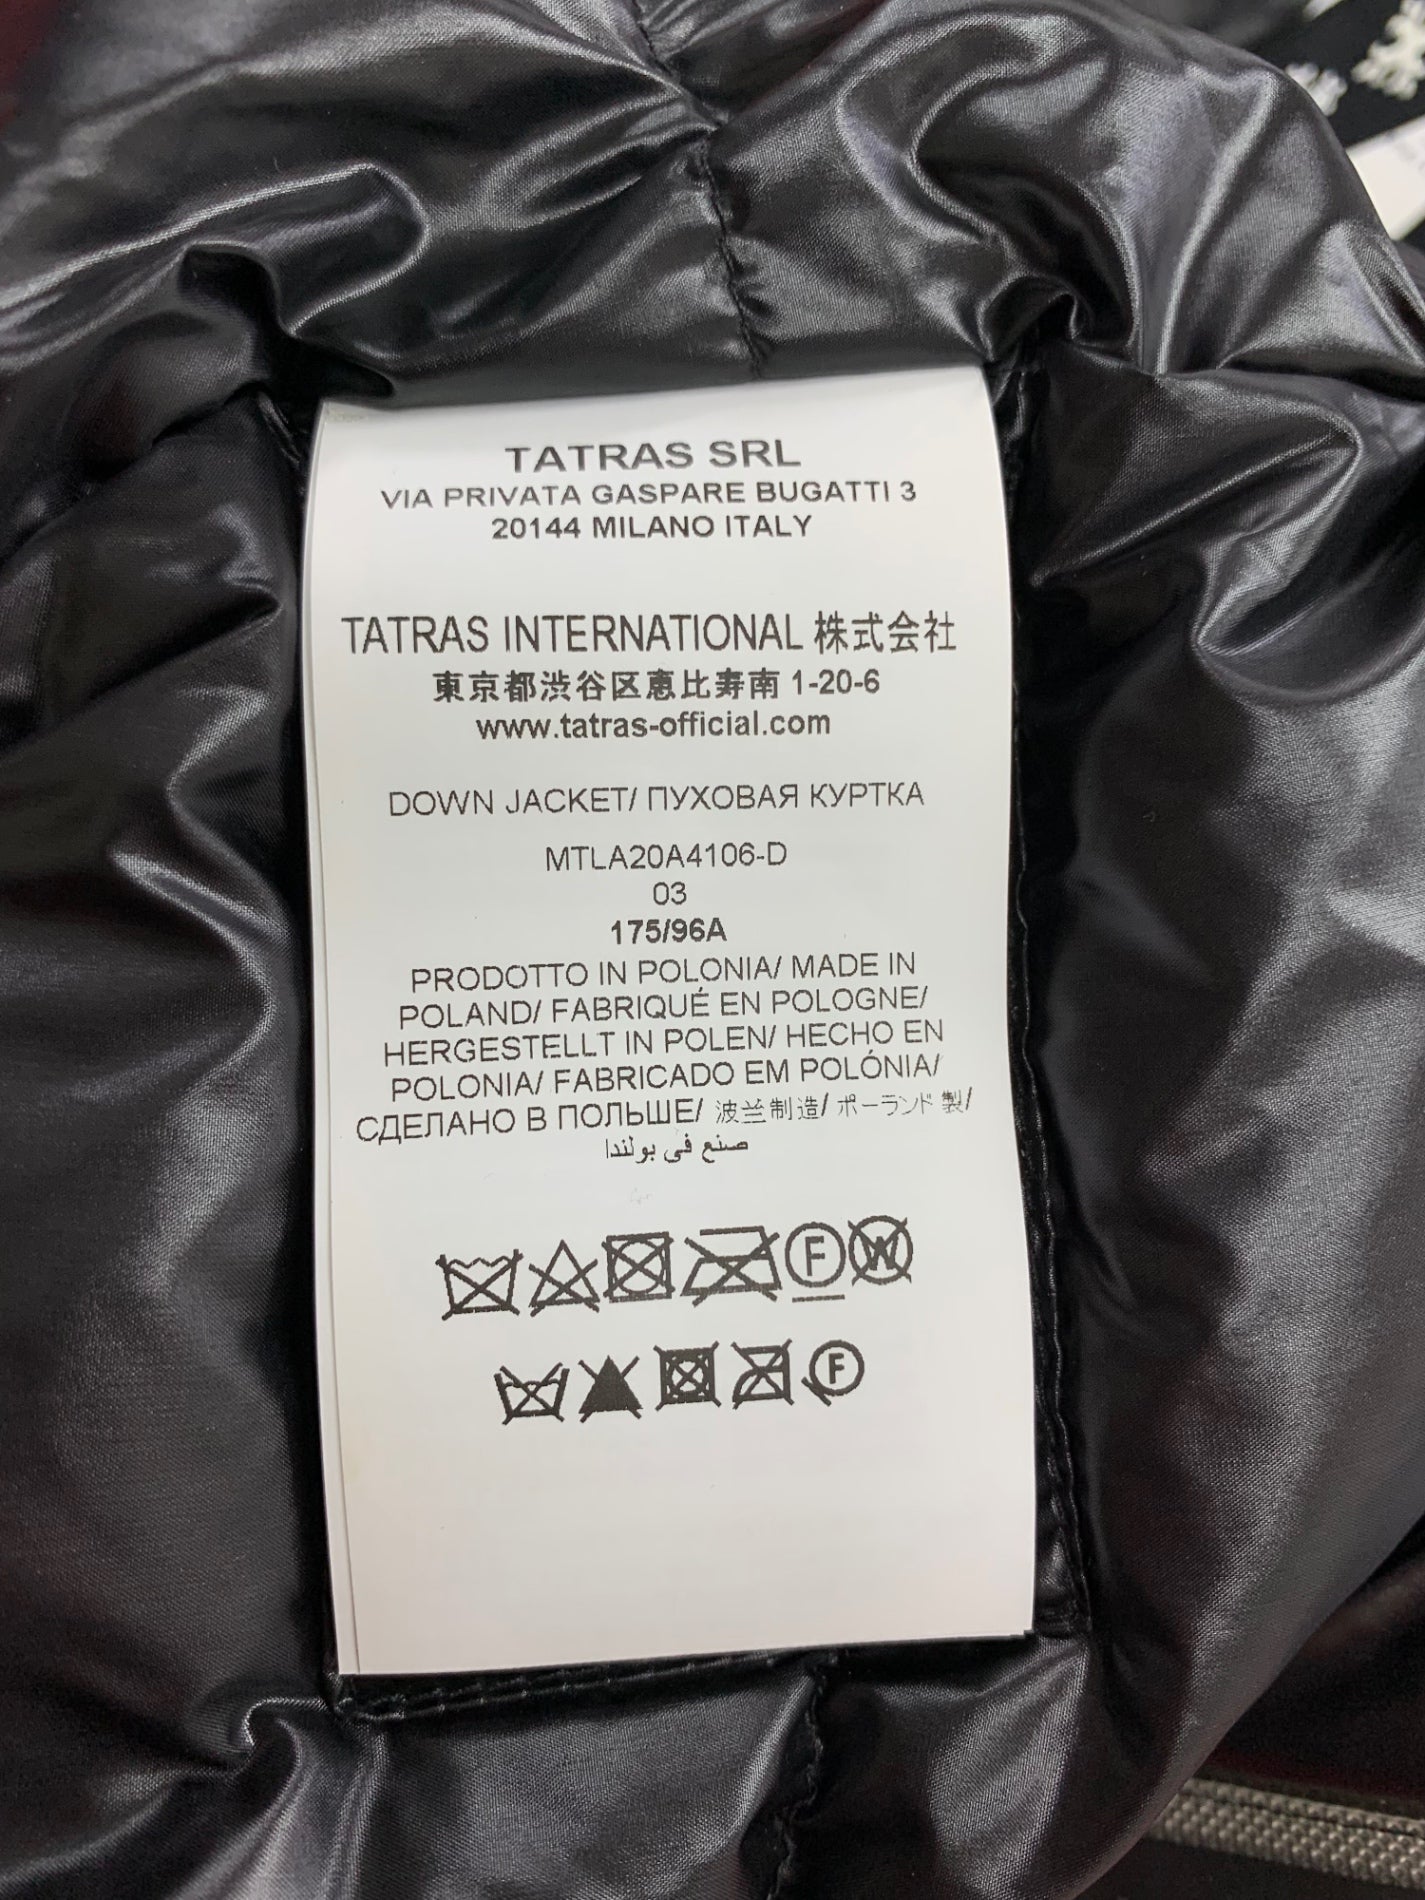 TATRAS SRL
VIA PRIVATA GASPARE BUGATTI 3
20144 MILANO ITALY
TATRAS INTERNATIONAL 株式会社
東京都渋谷区恵比寿南 1-20-6
www.tatras-official.com
DOWN JACKET/ ПУХОВАЯ КУРТКА
MTLA20A4106-D
03
175/96A
PRODOTTO IN POLONIA/ MADE IN
POLAND/ FABRIQUÉ EN POLOGNE/
HERGESTELLT IN POLEN/ HECHO EN
POLONIA/ FABRICADO EM POLÓNIA/
СДЕЛАНО В ПОЛЬШЕ/ 波兰制造/ ポーランド 製/
صنع في بولندا
F W
F